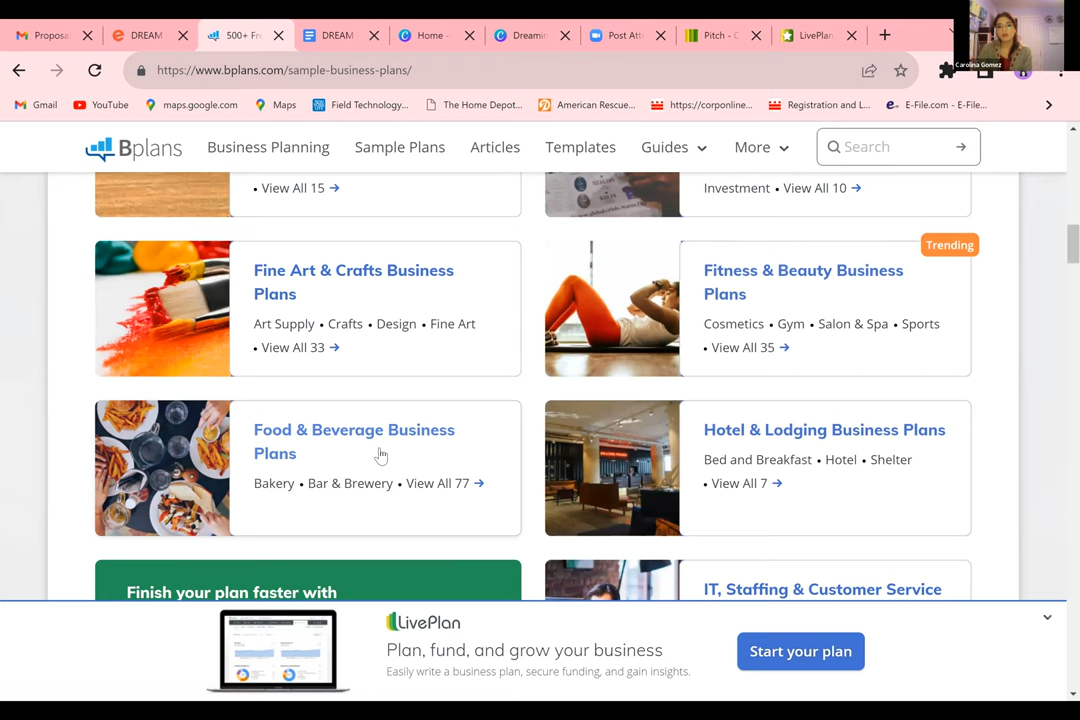 Proposa
DREAM
500+ Fr
DREAM
Home -
Dreamin
Post Att
Pitch - C
LivePlan
Carolina Gomez
https://www.bplans.com/sample-business-plans/
Gmail
YouTube
maps.google.com
Maps
Field Technology...
The Home Depot...
American Rescue...
https://corponline...
Registration and L...
E-File.com - E-File...
Bplans
Business Planning
Sample Plans
Articles
Templates
Guides
More
Search
• View All 15 →
Investment • View All 10 →
Trending
Fine Art & Crafts Business
Plans
Art Supply • Crafts • Design • Fine Art
• View All 33 →
Fitness & Beauty Business
Plans
Cosmetics • Gym • Salon & Spa • Sports
• View All 35 →
Food & Beverage Business
Plans
Bakery • Bar & Brewery • View All 77 →
Hotel & Lodging Business Plans
Bed and Breakfast • Hotel • Shelter
• View All 7 →
Finish your plan faster with
IT, Staffing & Customer Service
LivePlan
Plan, fund, and grow your business
Easily write a business plan, secure funding, and gain insights.
Start your plan